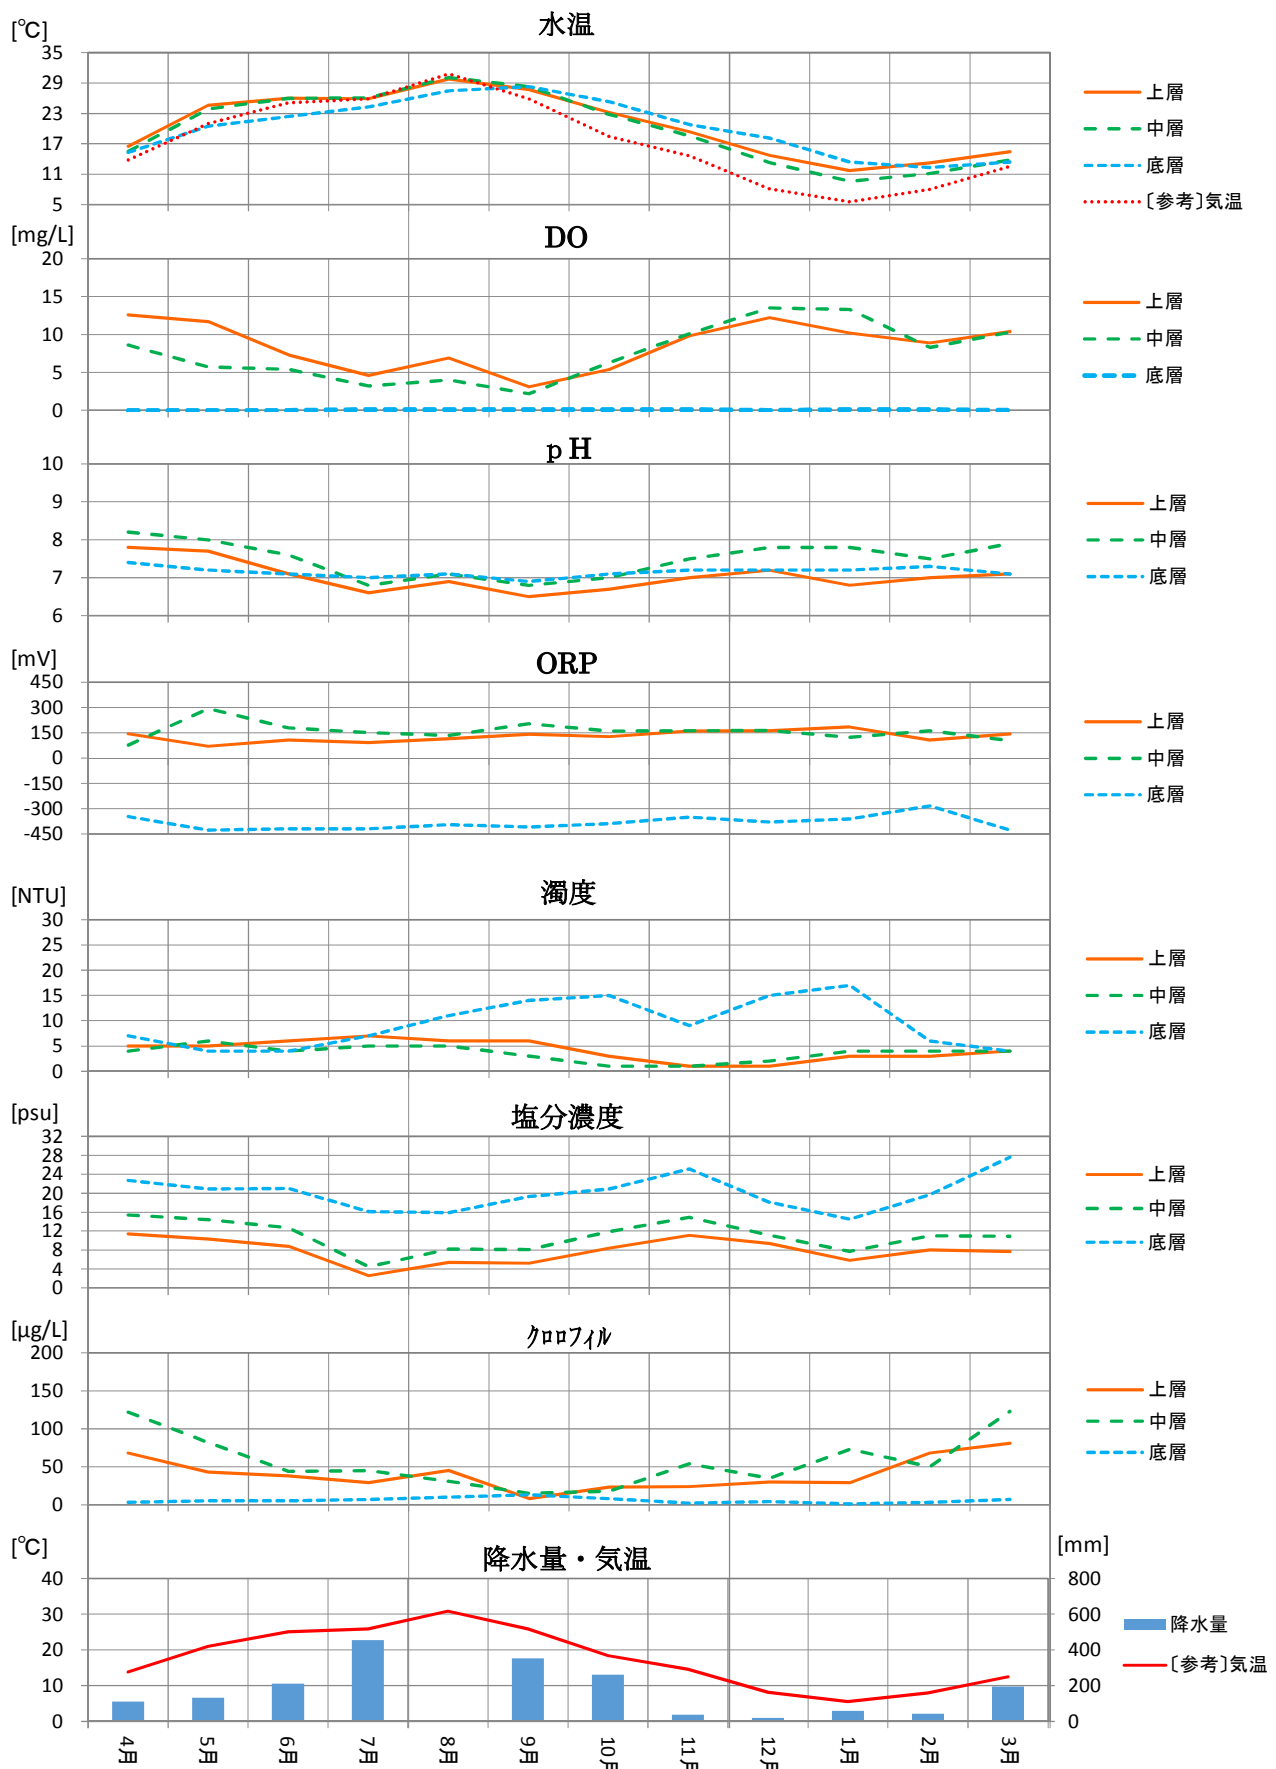 [℃]
水温
35
29
23
17
11
5
上層
中層
底層
〔参考〕気温
[mg/L]
DO
20
15
10
5
0
上層
中層
底層
ｐH
10
9
8
7
6
上層
中層
底層
[mV]
ORP
450
300
150
0
-150
-300
-450
上層
中層
底層
[NTU]
濁度
30
25
20
15
10
5
0
上層
中層
底層
[psu]
塩分濃度
32
28
24
20
16
12
8
4
0
上層
中層
底層
[μg/L]
ｸﾛﾛﾌｨﾙ
200
150
100
50
0
上層
中層
底層
[℃]
降水量・気温
[mm]
40
30
20
10
0
800
600
400
200
0
降水量
〔参考〕気温
4月
5月
6月
7月
8月
9月
10月
11月
12月
1月
2月
3月